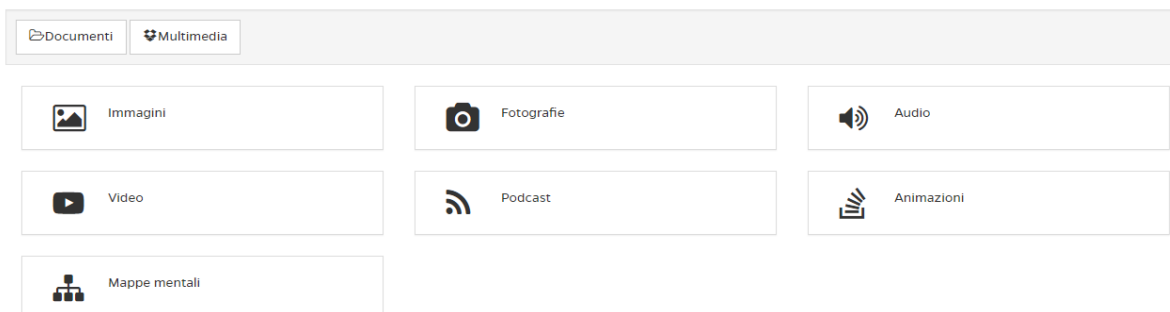 Documenti Multimedia
Immagini Fotografie Audio
Video Podcast Animazioni
Mappe mentali